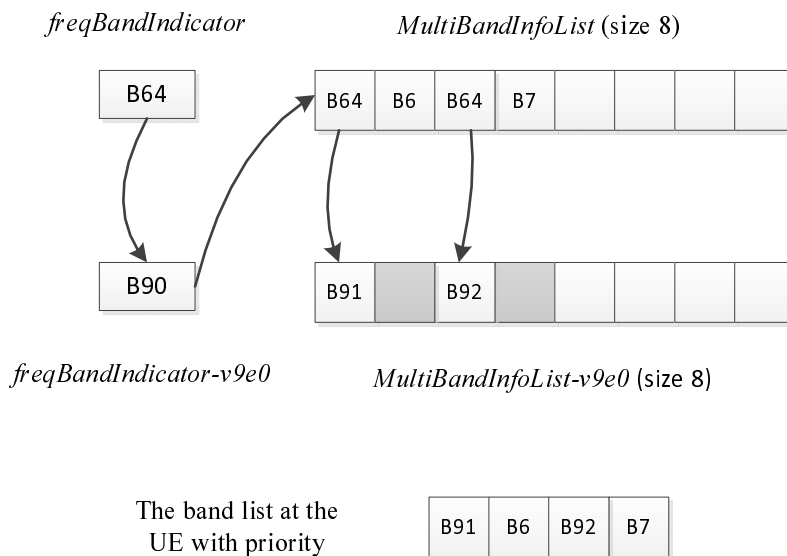 freqBandIndicator
MultiBandInfoList (size 8)
B64
B64 B6 B64 B7
B90
B91 B92
freqBandIndicator-v9e0
MultiBandInfoList-v9e0 (size 8)
The band list at the
UE with priority
B91 B6 B92 B7